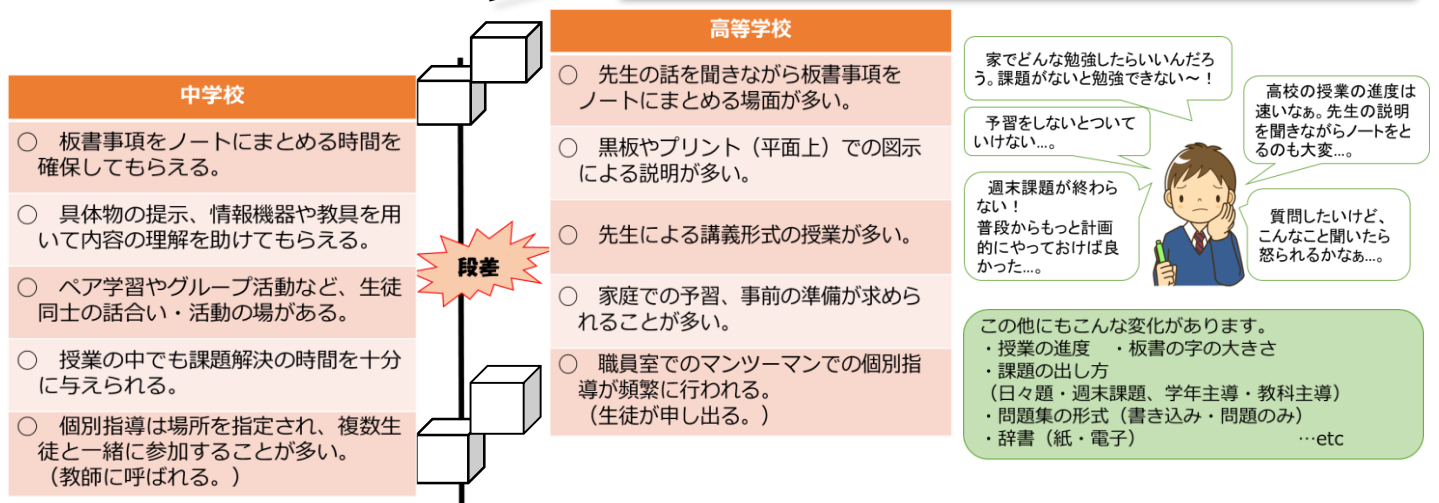 中学校
○　板書事項をノートにまとめる時間を
確保してもらえる。
○　具体物の提示、情報機器や教具を用
いて内容の理解を助けてもらえる。
○　ペア学習やグループ活動など、生徒
同士の話合い・活動の場がある。
○　授業の中でも課題解決の時間を十分
に与えられる。
○　個別指導は場所を指定され、複数生
徒と一緒に参加することが多い。
（教師に呼ばれる。）
段差
高等学校
○　先生の話を聞きながら板書事項を
ノートにまとめる場面が多い。
○　黒板やプリント（平面上）での図示
による説明が多い。
○　先生による講義形式の授業が多い。
○　家庭での予習、事前の準備が求めら
れることが多い。
○　職員室でのマンツーマンでの個別指
導が頻繁に行われる。
（生徒が申し出る。）
家でどんな勉強したらいいんだろ
う。課題がないと勉強できない～！
予習をしないとついて
いけない…。
週末課題が終わら
ない！
普段からもっと計画
的にやっておけば良
かった…。
高校の授業の進度は
速いなぁ。先生の説明
を聞きながらノートをと
るのも大変…。
質問したいけど、
こんなこと聞いたら
怒られるかなぁ…。
この他にもこんな変化があります。
・授業の進度　・板書の字の大きさ
・課題の出し方
（日々題・週末課題、学年主導・教科主導）
・問題集の形式（書き込み・問題のみ）
・辞書（紙・電子）　…etc